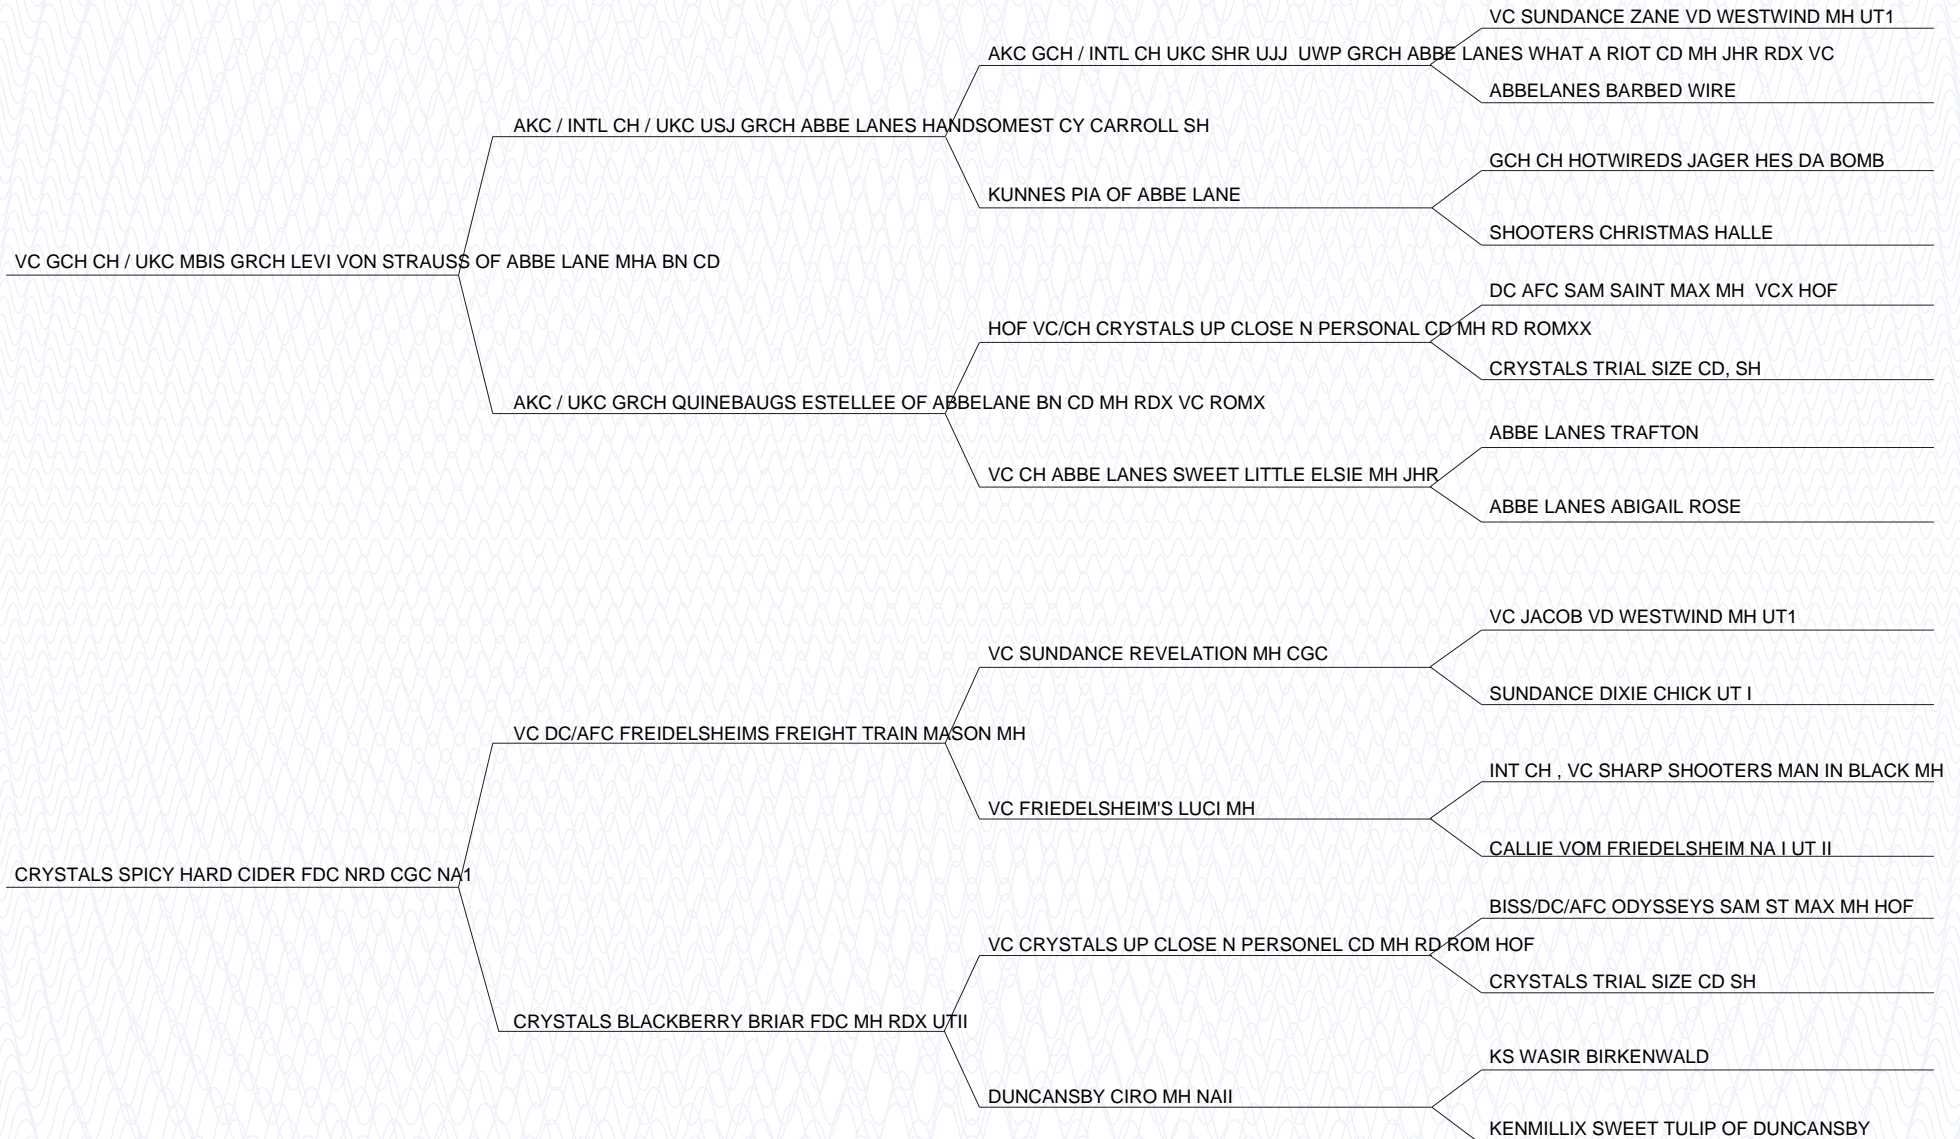 VC SUNDANCE ZANE VD WESTWIND MH UT1
AKC GCH / INTL CH UKC SHR UJJ  UWP GRCH ABBE LANES WHAT A RIOT CD MH JHR RDX VC
ABBELANES BARBED WIRE
AKC / INTL CH / UKC USJ GRCH ABBE LANES HANDSOMEST CY CARROLL SH
GCH CH HOTWIREDS JAGER HES DA BOMB
KUNNES PIA OF ABBE LANE
SHOOTERS CHRISTMAS HALLE
VC GCH CH / UKC MBIS GRCH LEVI VON STRAUSS OF ABBE LANE MHA BN CD
DC AFC SAM SAINT MAX MH  VCX HOF
HOF VC/CH CRYSTALS UP CLOSE N PERSONAL CD MH RD ROMXX
CRYSTALS TRIAL SIZE CD, SH
AKC / UKC GRCH QUINEBAUGS ESTELLEE OF ABBELANE BN CD MH RDX VC ROMX
ABBE LANES TRAFTON
VC CH ABBE LANES SWEET LITTLE ELSIE MH JHR
ABBE LANES ABIGAIL ROSE
VC JACOB VD WESTWIND MH UT1
VC SUNDANCE REVELATION MH CGC
SUNDANCE DIXIE CHICK UT I
VC DC/AFC FREIDELSHEIMS FREIGHT TRAIN MASON MH
INT CH , VC SHARP SHOOTERS MAN IN BLACK MH
VC FRIEDELSHEIM'S LUCI MH
CALLIE VOM FRIEDELSHEIM NA I UT II
CRYSTALS SPICY HARD CIDER FDC NRD CGC NA1
BISS/DC/AFC ODYSSEYS SAM ST MAX MH HOF
VC CRYSTALS UP CLOSE N PERSONEL CD MH RD ROM HOF
CRYSTALS TRIAL SIZE CD SH
CRYSTALS BLACKBERRY BRIAR FDC MH RDX UTII
KS WASIR BIRKENWALD
DUNCANSBY CIRO MH NAII
KENMILLIX SWEET TULIP OF DUNCANSBY